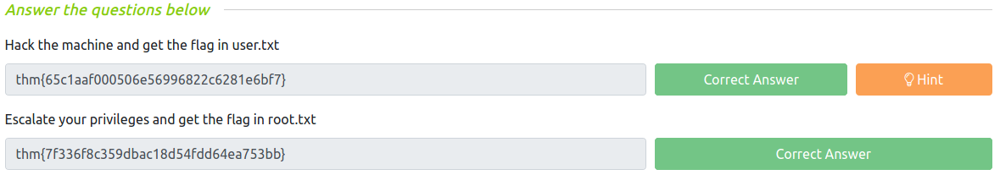 Answer the questions below
Hack the machine and get the flag in user.txt
thm{65c1aaf000506e56996822c6281e6bf7} Correct Answer Hint
Escalate your privileges and get the flag in root.txt
thm{7f336f8c359dbac18d54fdd64ea753bb} Correct Answer